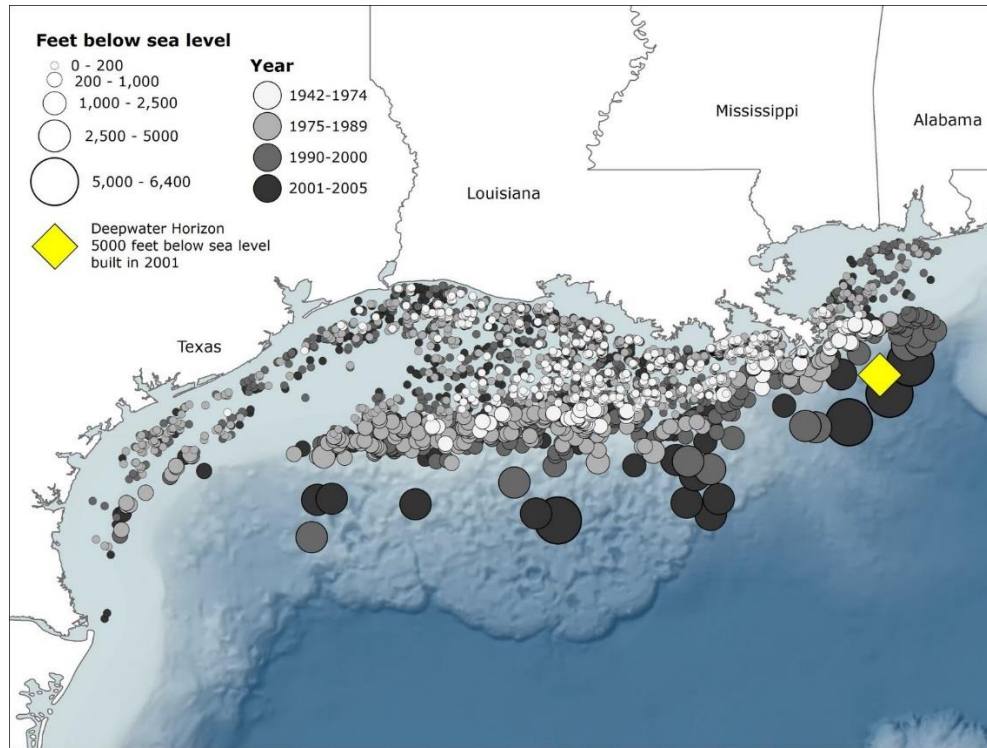 Feet below sea level
0 - 200
200 - 1,000
1,000 - 2,500
2,500 - 5000
5,000 - 6,400
Year
1942-1974
1975-1989
1990-2000
2001-2005
Deepwater Horizon
5000 feet below sea level
built in 2001
Mississippi
Alabama
Louisiana
Texas